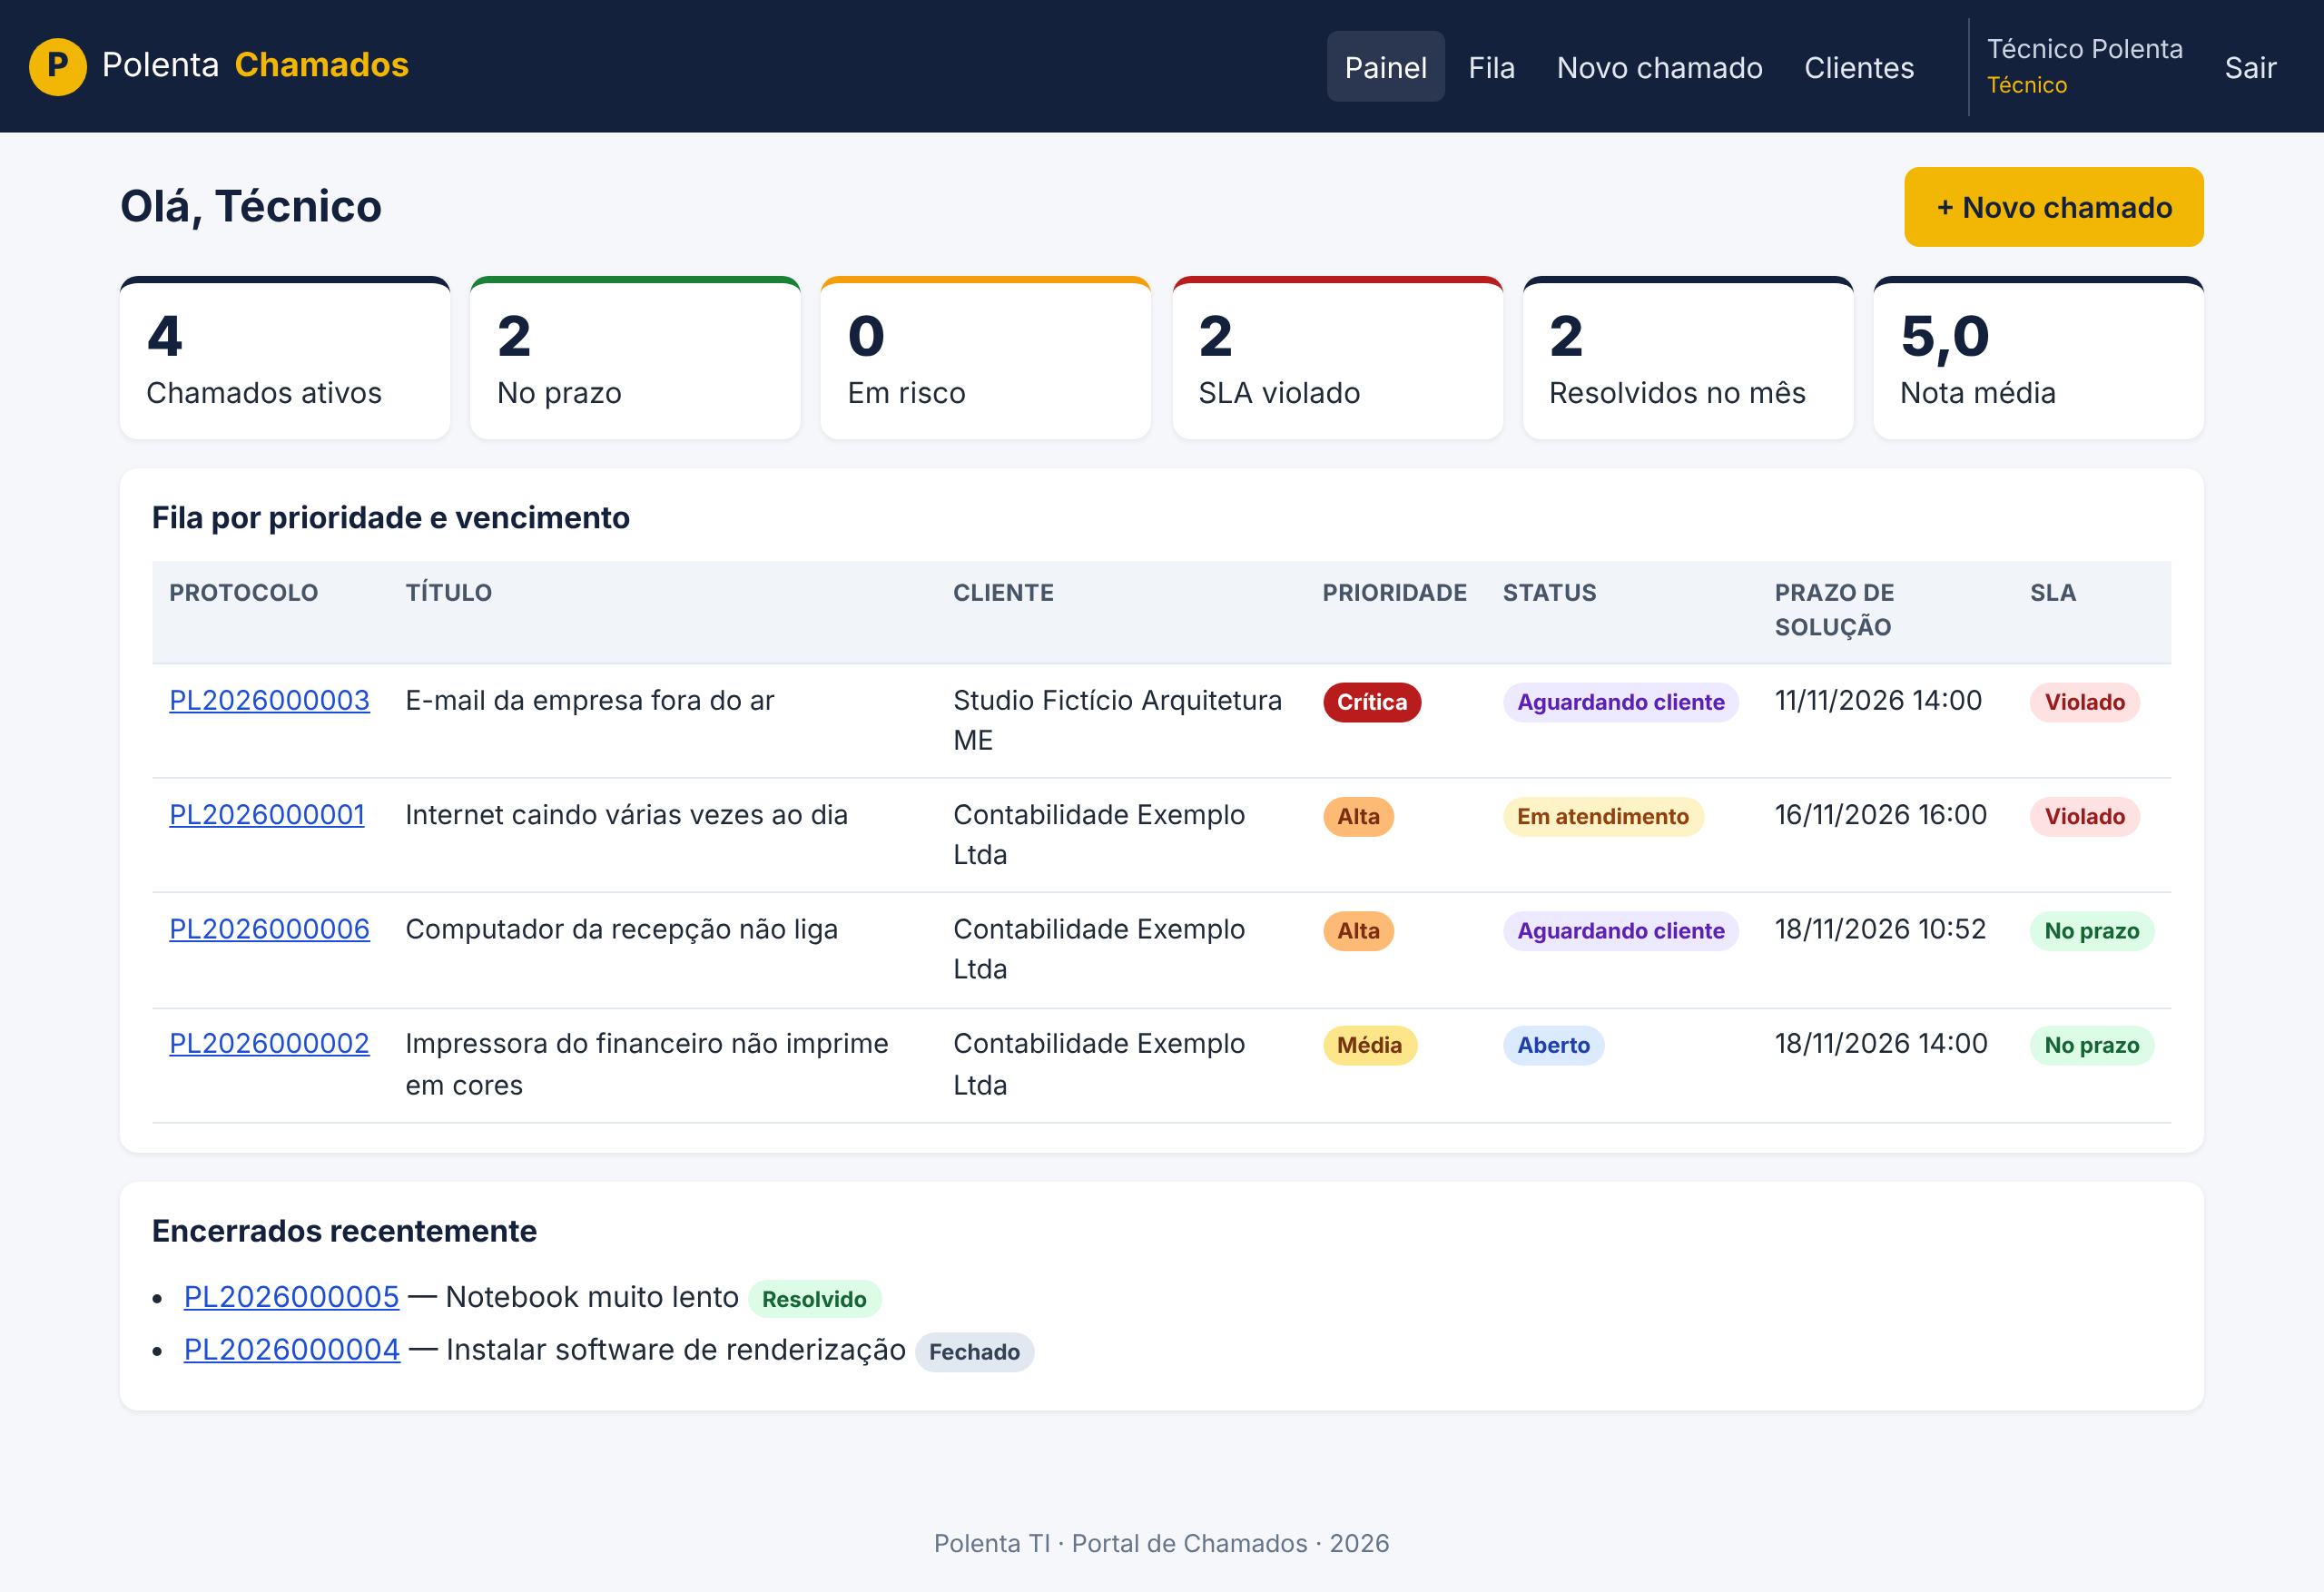 P Polenta Chamados
Painel Fila Novo chamado Clientes
Técnico Polenta
Técnico
Sair
Olá, Técnico
+ Novo chamado
4
Chamados ativos
2
No prazo
0
Em risco
2
SLA violado
2
Resolvidos no mês
5,0
Nota média
Fila por prioridade e vencimento
PROTOCOLO TÍTULO CLIENTE PRIORIDADE STATUS PRAZO DE SOLUÇÃO SLA
PL2026000003 E-mail da empresa fora do ar Studio Fictício Arquitetura ME Crítica Aguardando cliente 11/11/2026 14:00 Violado
PL2026000001 Internet caindo várias vezes ao dia Contabilidade Exemplo Ltda Alta Em atendimento 16/11/2026 16:00 Violado
PL2026000006 Computador da recepção não liga Contabilidade Exemplo Ltda Alta Aguardando cliente 18/11/2026 10:52 No prazo
PL2026000002 Impressora do financeiro não imprime em cores Contabilidade Exemplo Ltda Média Aberto 18/11/2026 14:00 No prazo
Encerrados recentemente
• PL2026000005 — Notebook muito lento Resolvido
• PL2026000004 — Instalar software de renderização Fechado
Polenta TI · Portal de Chamados · 2026